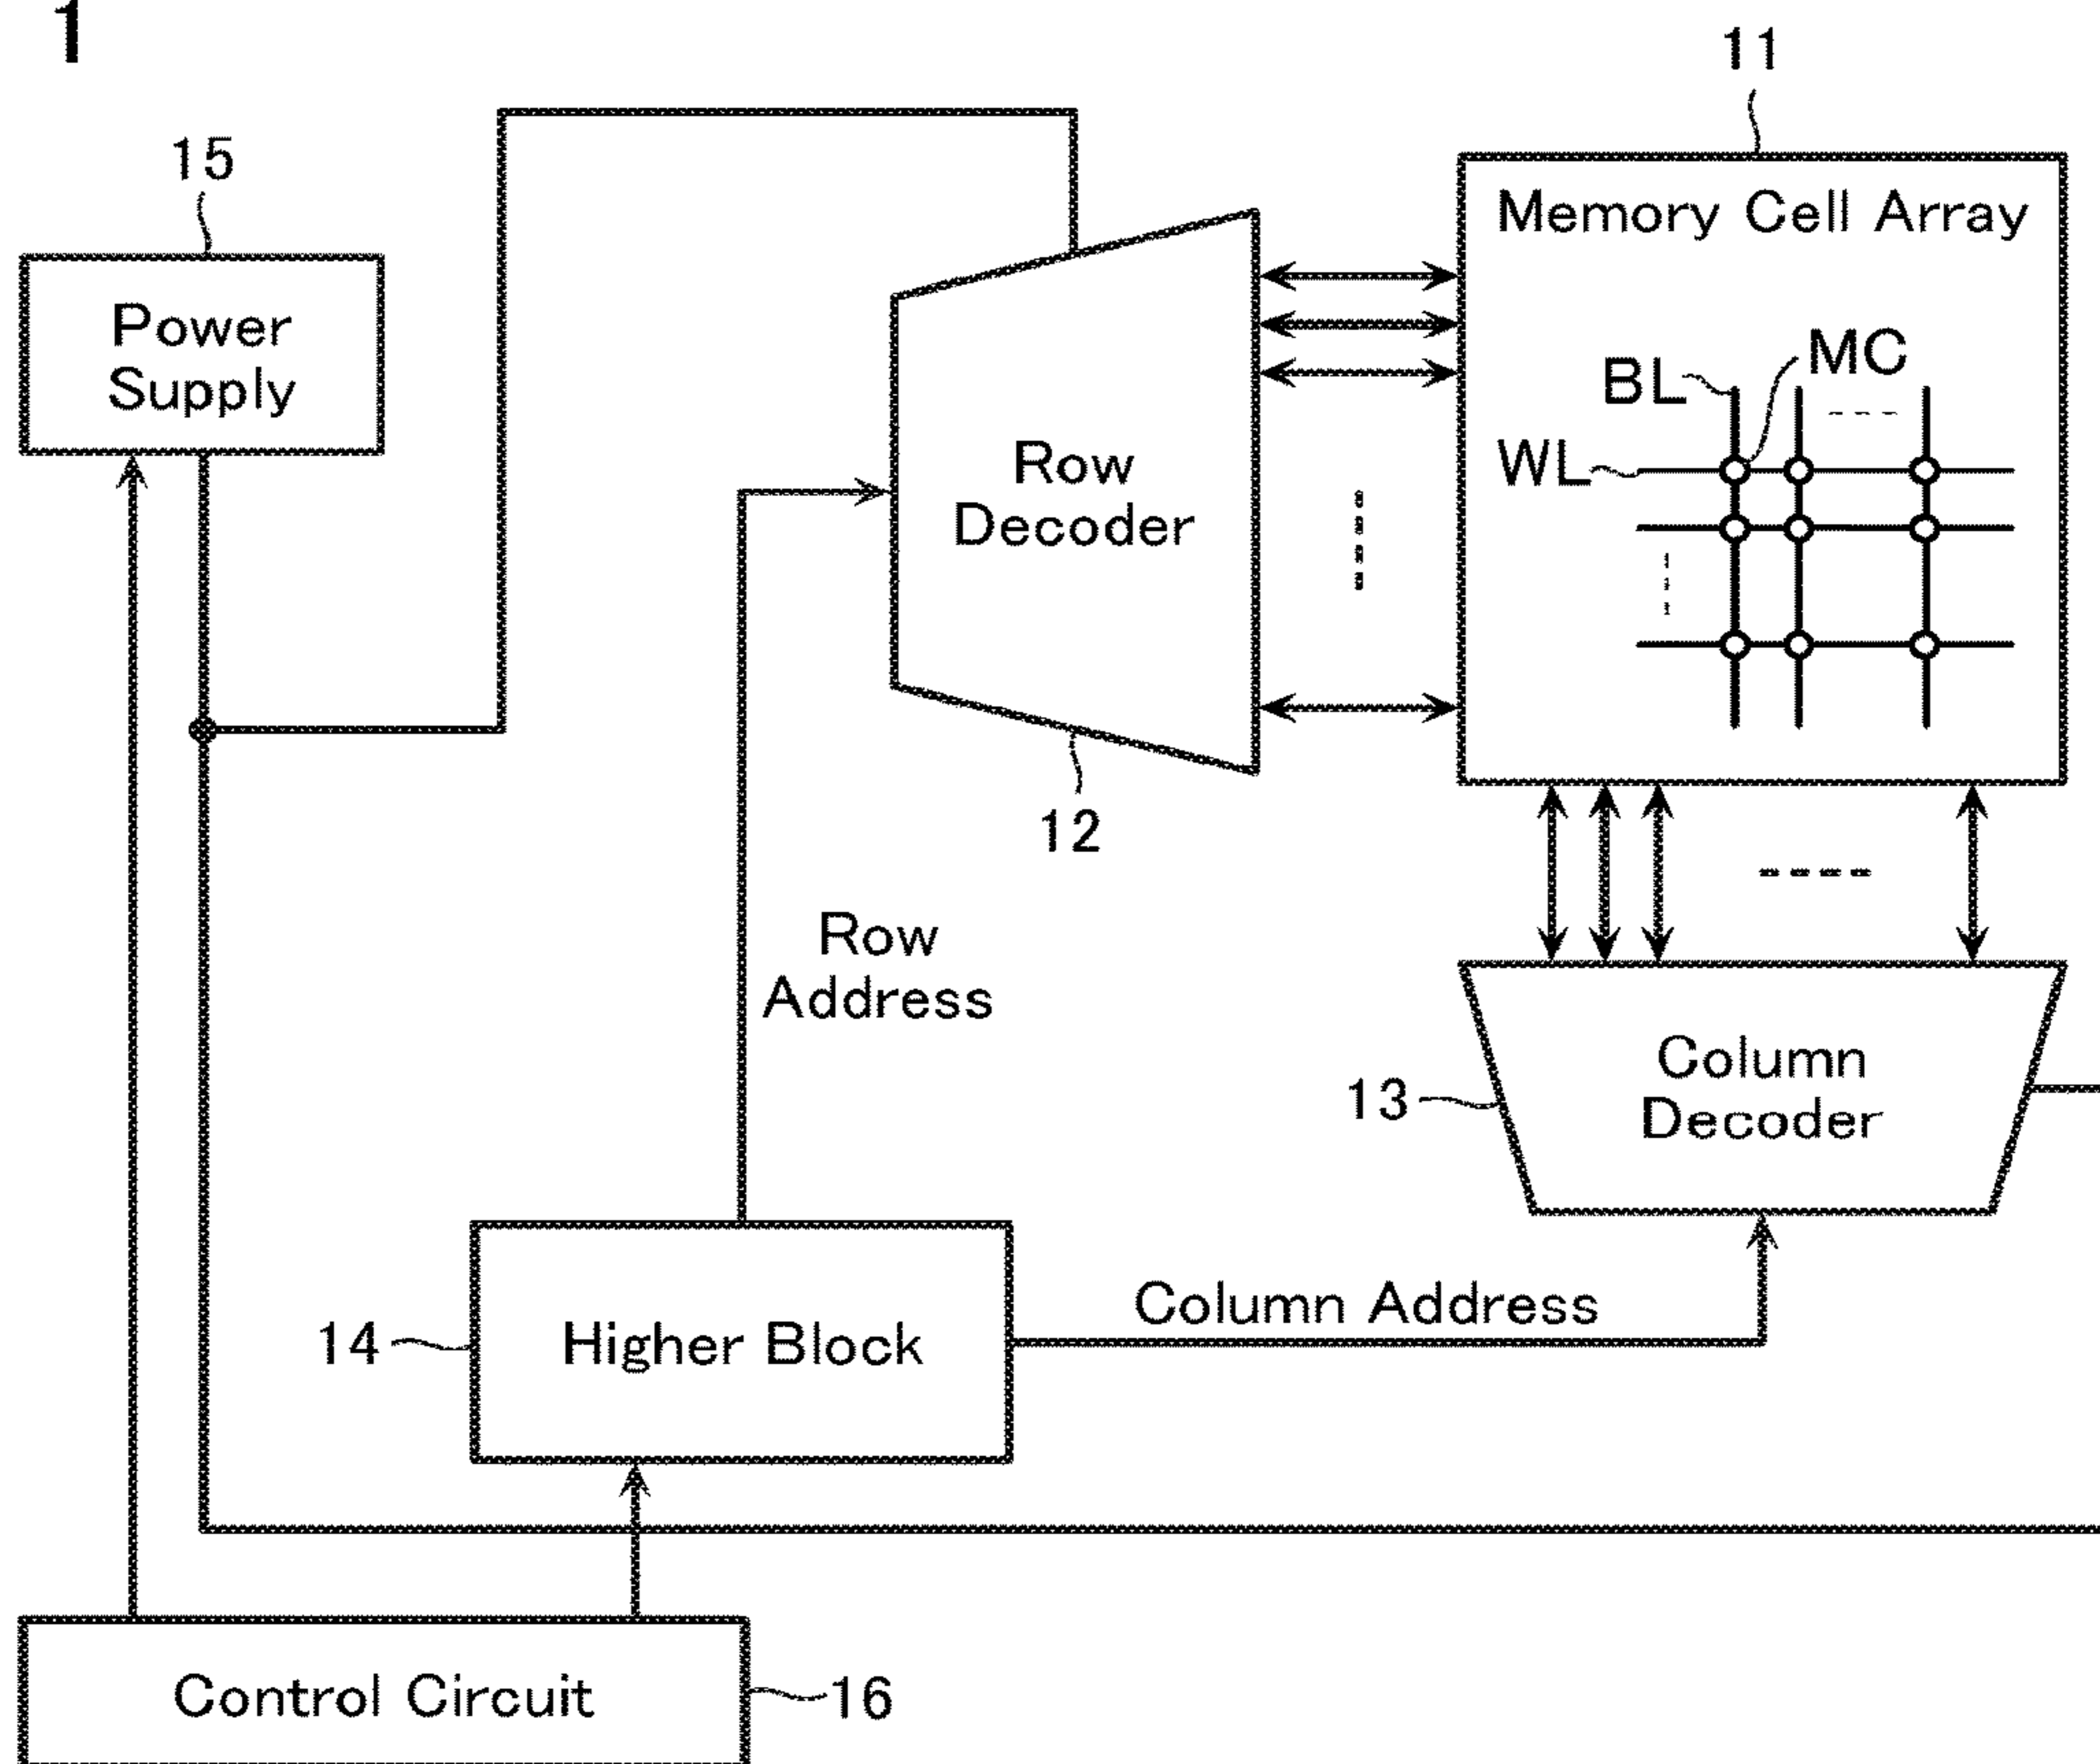 1
11
15
Memory Cell Array
Power
Supply
MC
BL
WL
Row
Decoder
12
Row
Address
Column
Decoder
13
Column Address
14
Higher Block
Control Circuit
16